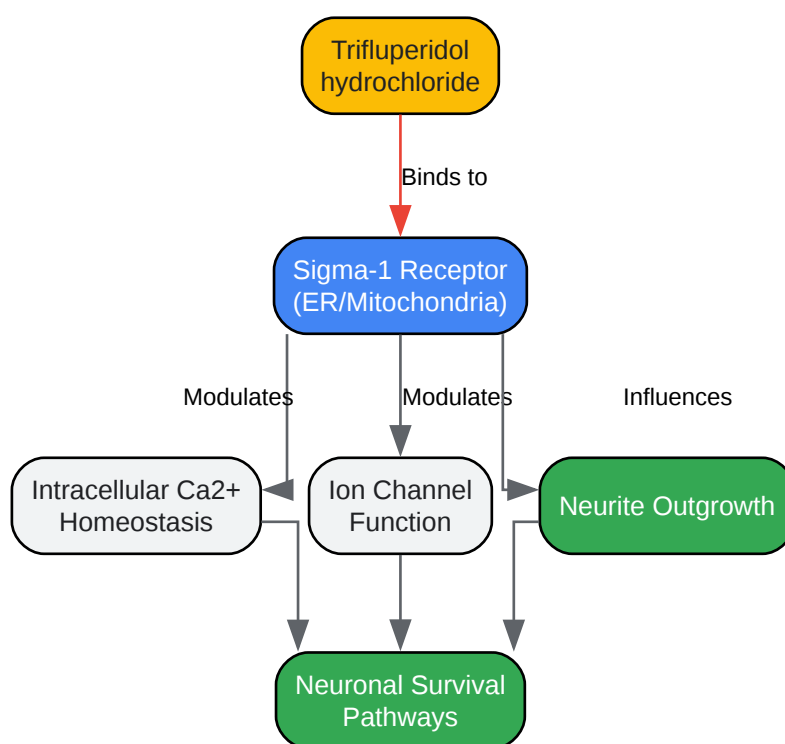 Trifluperidol
hydrochloride
Binds to
Sigma-1 Receptor
(ER/Mitochondria)
Modulates
Modulates
Influences
Intracellular Ca2+
Homeostasis
Ion Channel
Function
Neurite Outgrowth
Neuronal Survival
Pathways